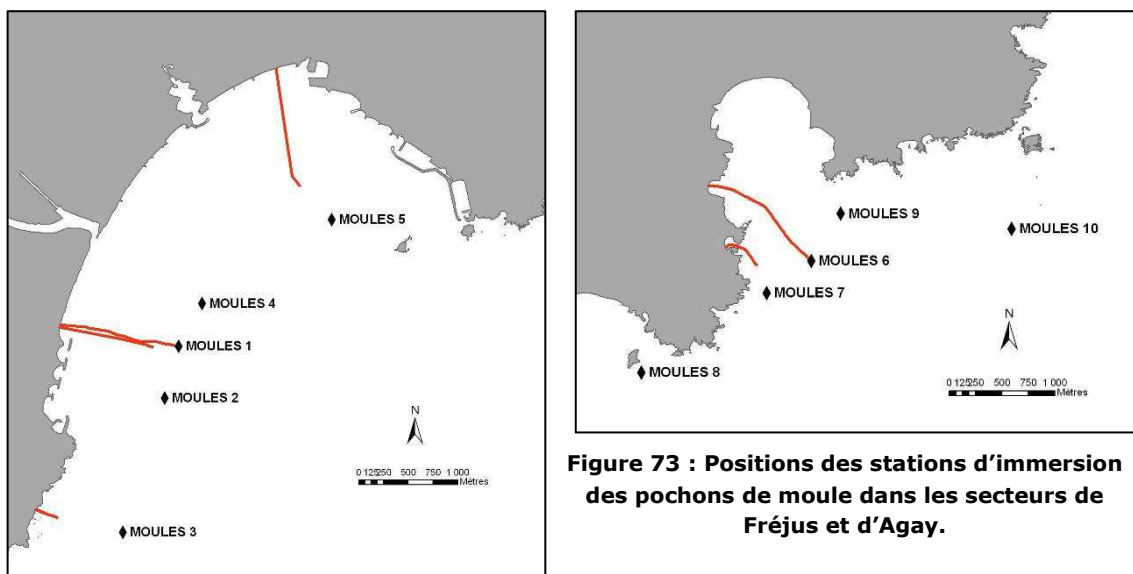 MOULES 5
MOULES 4
MOULES 1
MOULES 2
MOULES 3
N
0 125250 500 750 1 000
Mètres
MOULES 9
MOULES 10
MOULES 6
MOULES 7
MOULES 8
N
0 125250 500 750 1 000
Mètres
Figure 73 : Positions des stations d’immersion
des pochons de moule dans les secteurs de
Fréjus et d’Agay.